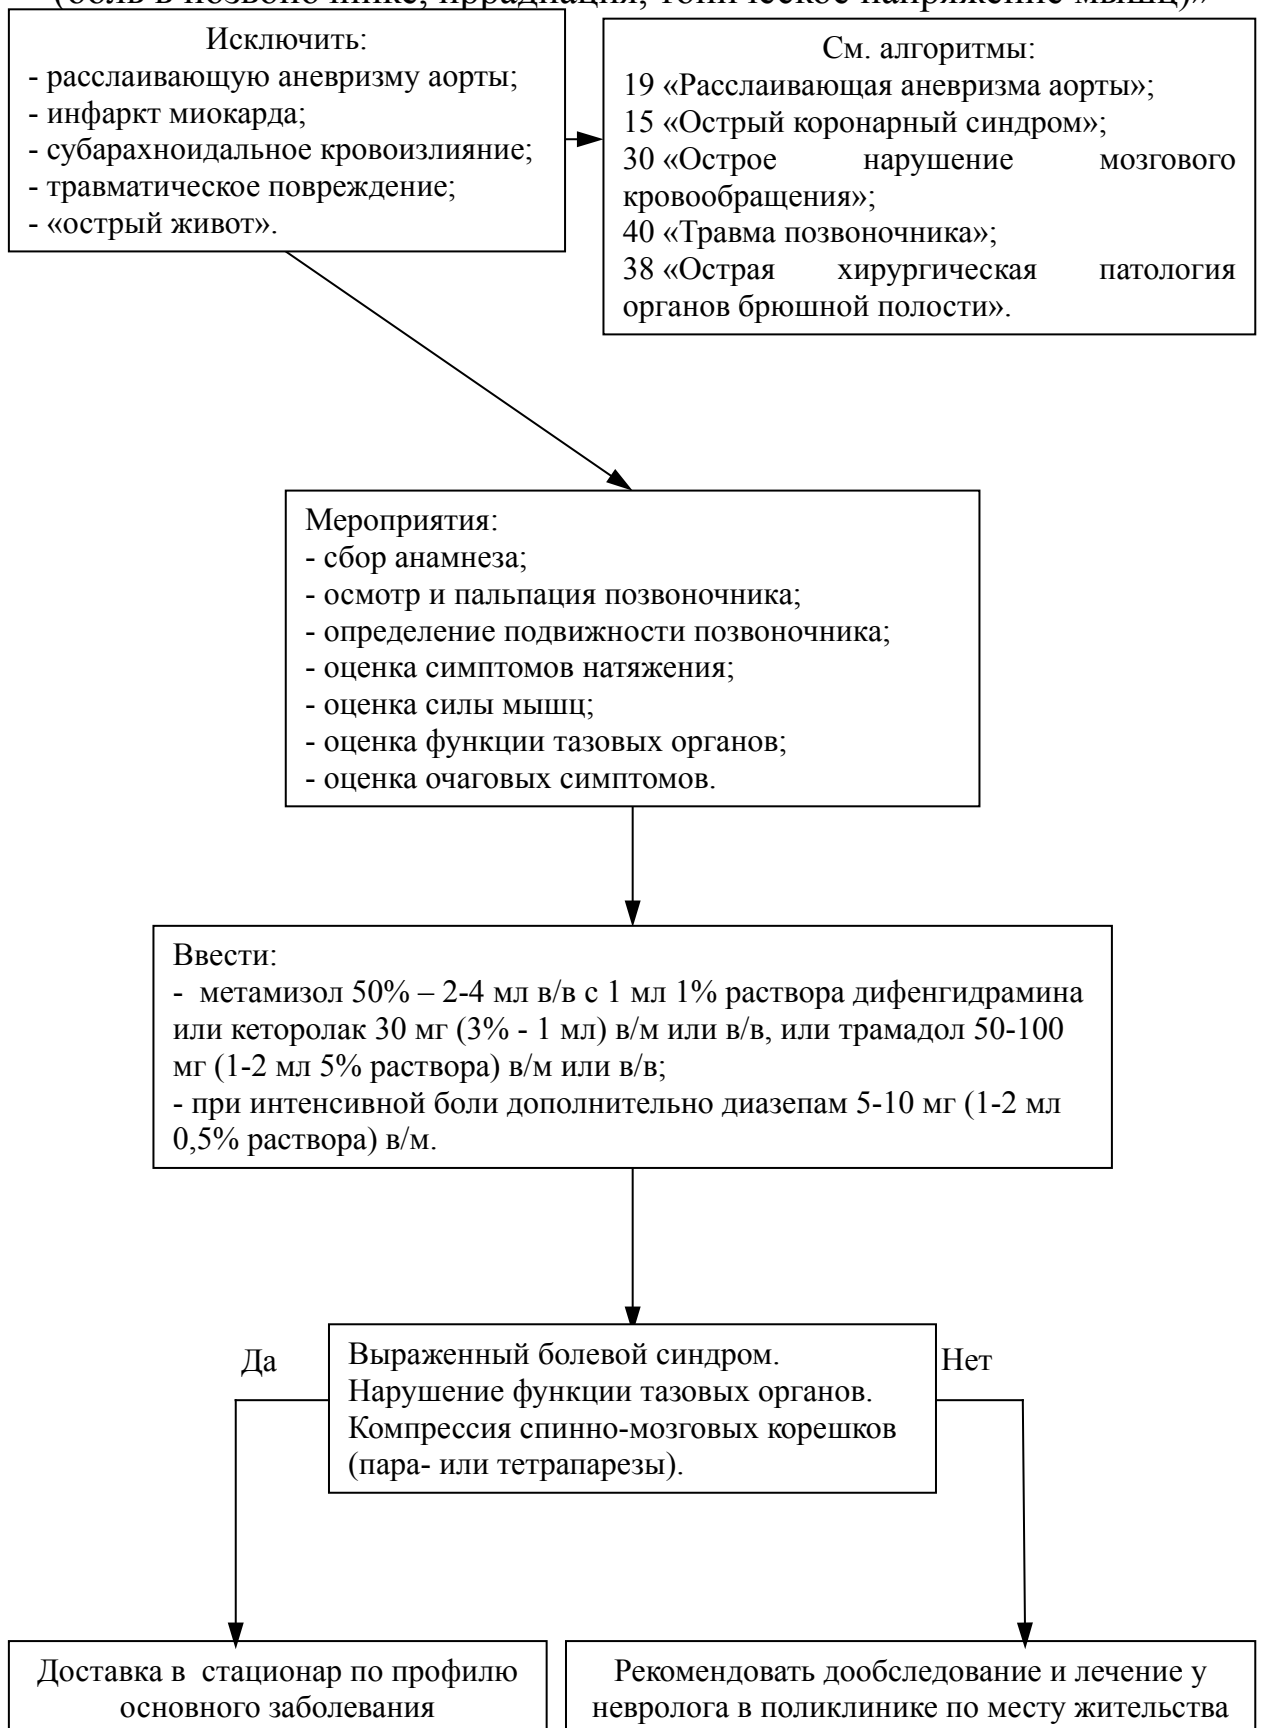 (боль в позвоночнике, иррадиация, тоническое напряжение мышц)»
Исключить:
- расслаивающую аневризму аорты;
- инфаркт миокарда;
- субарахноидальное кровоизлияние;
- травматическое повреждение;
- «острый живот».
См. алгоритмы:
19 «Расслаивающая аневризма аорты»;
15 «Острый коронарный синдром»;
30 «Острое нарушение мозгового
кровообращения»;
40 «Травма позвоночника»;
38 «Острая хирургическая патология
органов брюшной полости».
Мероприятия:
- сбор анамнеза;
- осмотр и пальпация позвоночника;
- определение подвижности позвоночника;
- оценка симптомов натяжения;
- оценка силы мышц;
- оценка функции тазовых органов;
- оценка очаговых симптомов.
Ввести:
- метамизол 50% – 2-4 мл в/в с 1 мл 1% раствора дифенгидрамина
или кеторолак 30 мг (3% - 1 мл) в/м или в/в, или трамадол 50-100
мг (1-2 мл 5% раствора) в/м или в/в;
- при интенсивной боли дополнительно диазепам 5-10 мг (1-2 мл
0,5% раствора) в/м.
Да
Выраженный болевой синдром.
Нарушение функции тазовых органов.
Компрессия спинно-мозговых корешков
(пара- или тетрапарезы).
Нет
Доставка в стационар по профилю
основного заболевания
Рекомендовать дообследование и лечение у
невролога в поликлинике по месту жительства